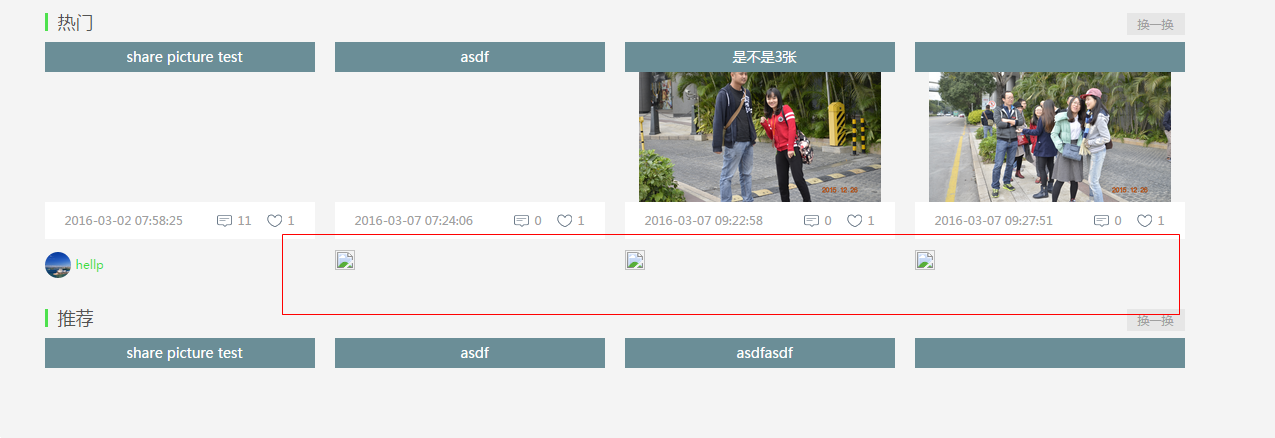 热门 换一换
share picture test asdf 是不是3张
2015.12.26 2015.12.26
2016-03-02 07:58:25 11 1 2016-03-07 07:24:06 0 1 2016-03-07 09:22:58 0 1 2016-03-07 09:27:51 0 1
hellp
推荐 换一换
share picture test asdf asdfasdf